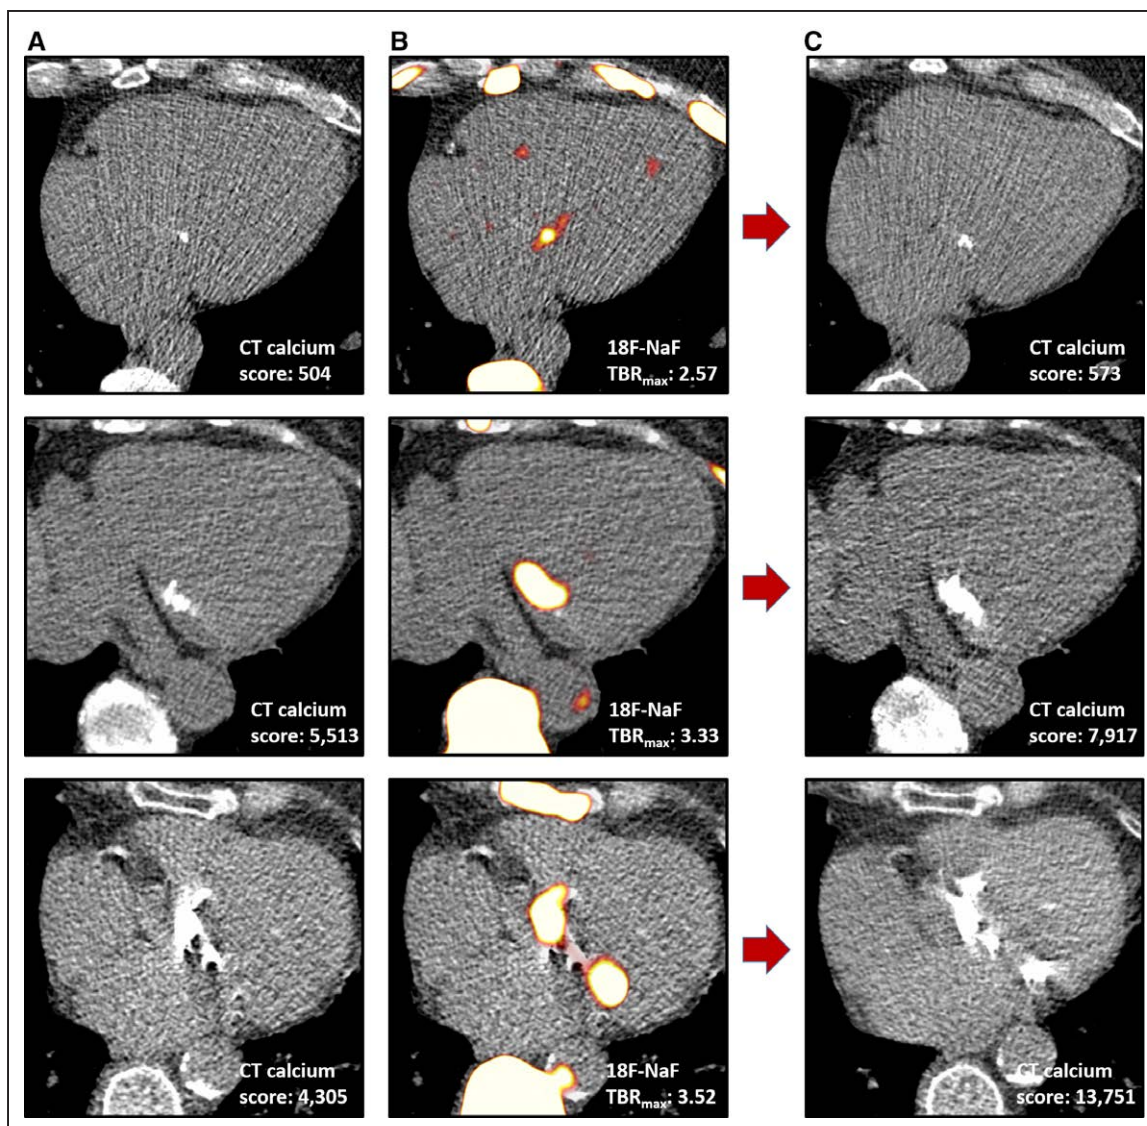 A
B
C
CT calcium
score: 504
18F-NaF
TBRmax: 2.57
CT calcium
score: 573
CT calcium
score: 5,513
18F-NaF
TBRmax: 3.33
CT calcium
score: 7,917
CT calcium
score: 4,305
18F-NaF
TBRmax: 3.52
CT calcium
score: 13,751